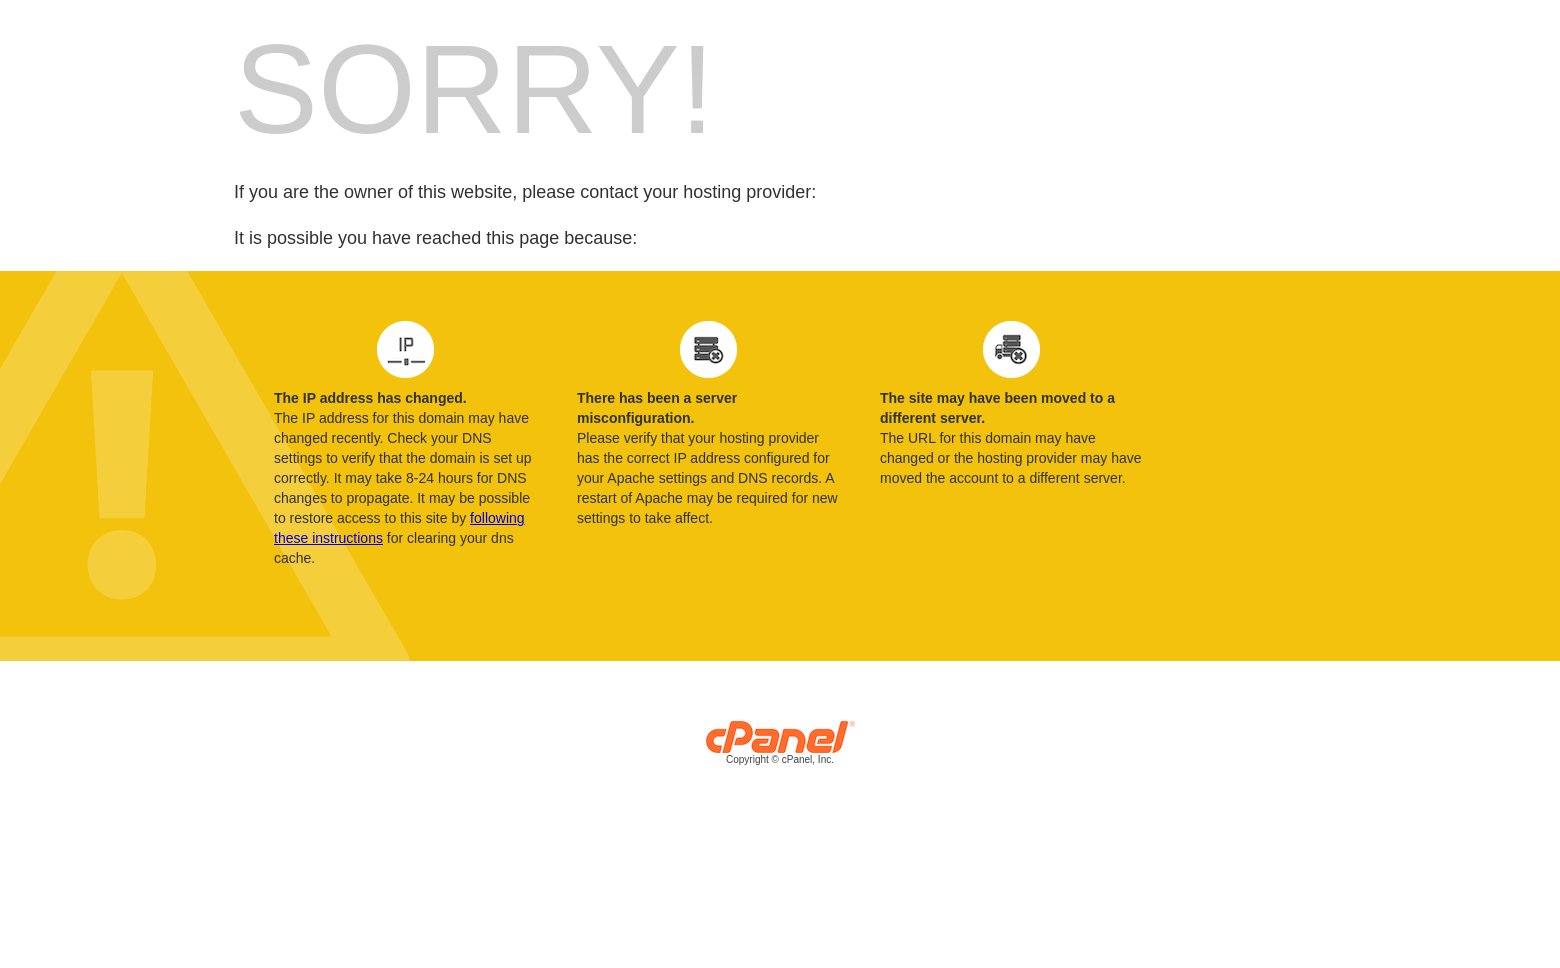 SORRY!
If you are the owner of this website, please contact your hosting provider:
It is possible you have reached this page because:
IP
The IP address has changed.
The IP address for this domain may have
changed recently. Check your DNS
settings to verify that the domain is set up
correctly. It may take 8-24 hours for DNS
changes to propagate. It may be possible
to restore access to this site by following
these instructions for clearing your dns
cache.
There has been a server
misconfiguration.
Please verify that your hosting provider
has the correct IP address configured for
your Apache settings and DNS records. A
restart of Apache may be required for new
settings to take affect.
The site may have been moved to a
different server.
The URL for this domain may have
changed or the hosting provider may have
moved the account to a different server.
cPanel®
Copyright © cPanel, Inc.